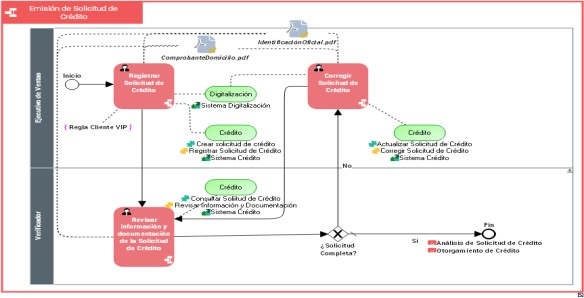 Emisión de Solicitud de
Crédito
IdentificaciónOficial.pdf
ComprobanteDomicilio.pdf
Ejecutivo de Ventas
Inicio
Registrar
Solicitud de
Crédito
Corregir
Solicitud de
Crédito
Digitalización
Sistema Digitalización
{ Regla Cliente VIP }
Crédito
Crear solicitud de crédito
Registrar Solicitud de Crédito
Sistema Crédito
Crédito
Actualizar Solicitud de Crédito
Corregir Solicitud de Crédito
Sistema Crédito
No
Verificador
Crédito
Consultar Soliitud de Crédito
Revisar Información y Documentación
Sistema Crédito
Revisar
información y
documentación
de la Solicitud
de Crédito
¿Solicitud
Completa?
Si
Fin
Análisis de Solicitud de Crédito
Otorgamiento de Crédito